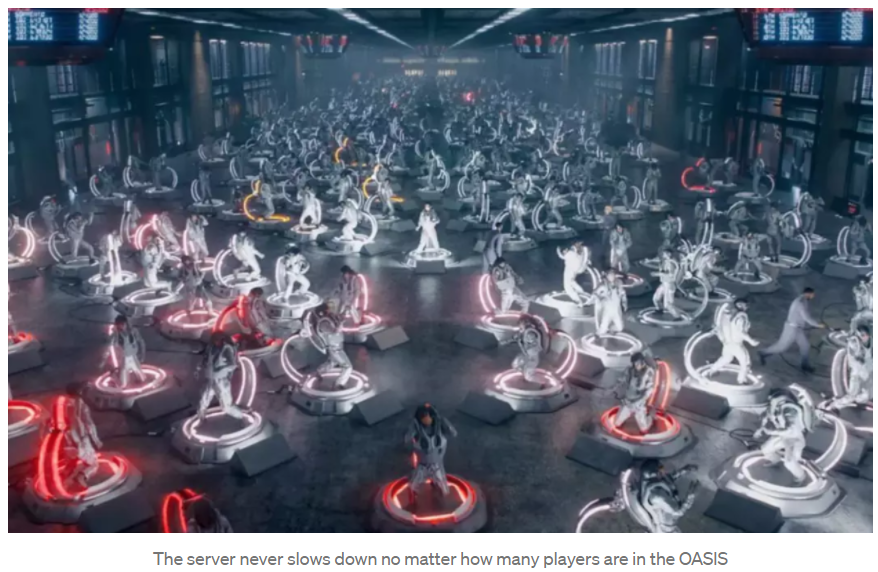 The server never slows down no matter how many players are in the OASIS